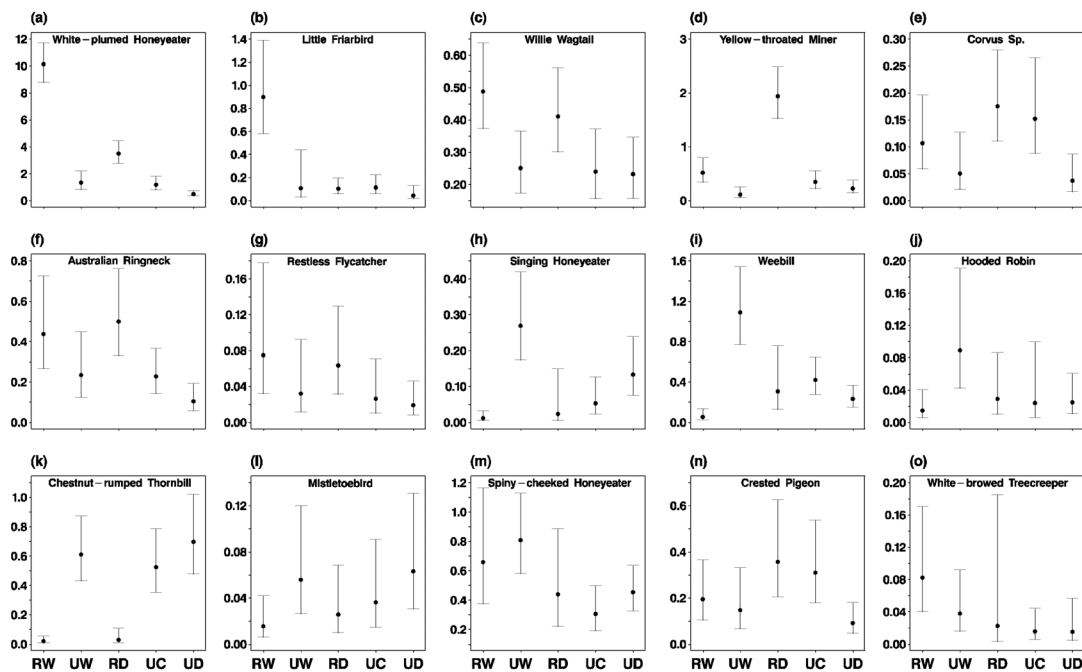 (a) (b) (c) (d) (e)
White−plumed Honeyeater Little Friarbird Willie Wagtail Yellow−throated Miner Corvus Sp.
12 1.4 3 0.30
10 1.2 0.60 0.25
8 1.0 0.50 2 0.20
6 0.8 0.40 0.15
4 0.6 0.30 1 0.10
2 0.4 0.20 0.05
0 0.2 0 0.00
0.0
(f) (g) (h) (i) (j)
Australian Ringneck Restless Flycatcher Singing Honeyeater Weebill Hooded Robin
0.8 0.16 0.40 1.6 0.20
0.6 0.12 0.30 1.2 0.16
0.4 0.08 0.20 0.8 0.12
0.2 0.04 0.10 0.4 0.08
0.0 0.00 0.00 0.0 0.04
0.00
(k) (l) (m) (n) (o)
Chestnut−rumped Thornbill Mistletoebird Spiny−cheeked Honeyeater Crested Pigeon White−browed Treecreeper
1.0 0.12 1.2 0.6 0.20
0.8 0.08 1.0 0.4 0.16
0.6 0.04 0.8 0.2 0.12
0.4 0.00 0.6 0.0 0.08
0.2 0.4 0.04
0.0 0.2 0.00
RW UW RD UC UD RW UW RD UC UD RW UW RD UC UD RW UW RD UC UD RW UW RD UC UD